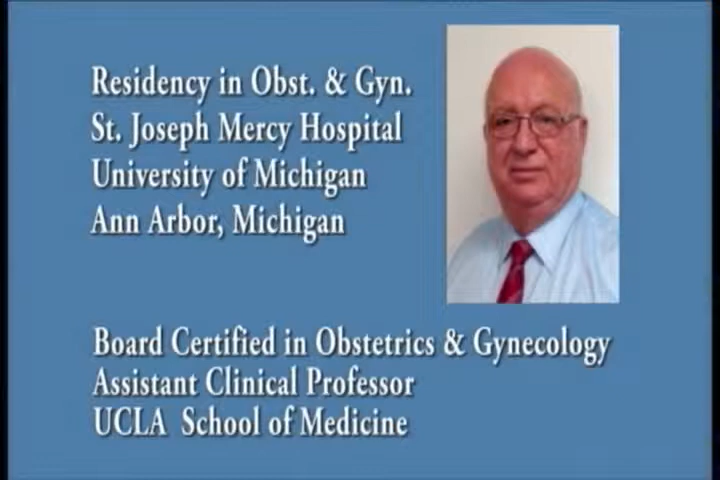 Residency in Obst. & Gyn.
St. Joseph Mercy Hospital
University of Michigan
Ann Arbor, Michigan
Board Certified in Obstetrics & Gynecology
Assistant Clinical Professor
UCLA School of Medicine